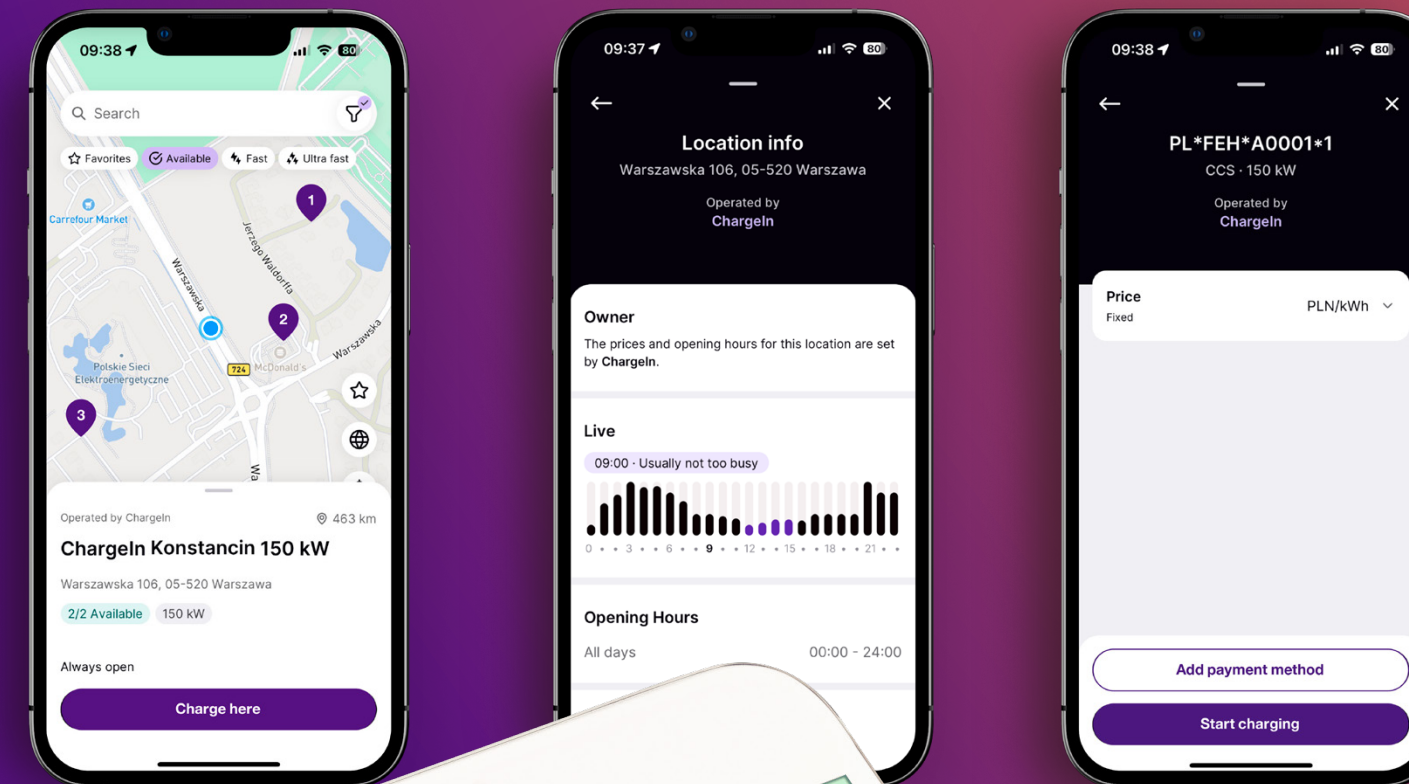 09:38
80
Search
Favorites
Available
Fast
Ultra fast
1
Carrefour Market
Jerzego Waldorffa
Warszawska
2
Warszawska
724
McDonald's
Polskie Sieci
Elektroenergetyczne
3
Wa
Operated by ChargeIn
463 km
ChargeIn Konstancin 150 kW
Warszawska 106, 05-520 Warszawa
2/2 Available
150 kW
Always open
Charge here
09:37
80
Location info
Warszawska 106, 05-520 Warszawa
Operated by
ChargeIn
Owner
The prices and opening hours for this location are set
by ChargeIn.
Live
09:00 · Usually not too busy
0 • • 3 • • 6 • • 9 • • 12 • • 15 • • 18 • • 21 • •
Opening Hours
All days 00:00 - 24:00
09:38
80
PL*FEH*A0001*1
CCS · 150 kW
Operated by
ChargeIn
Price
Fixed
PLN/kWh
Add payment method
Start charging